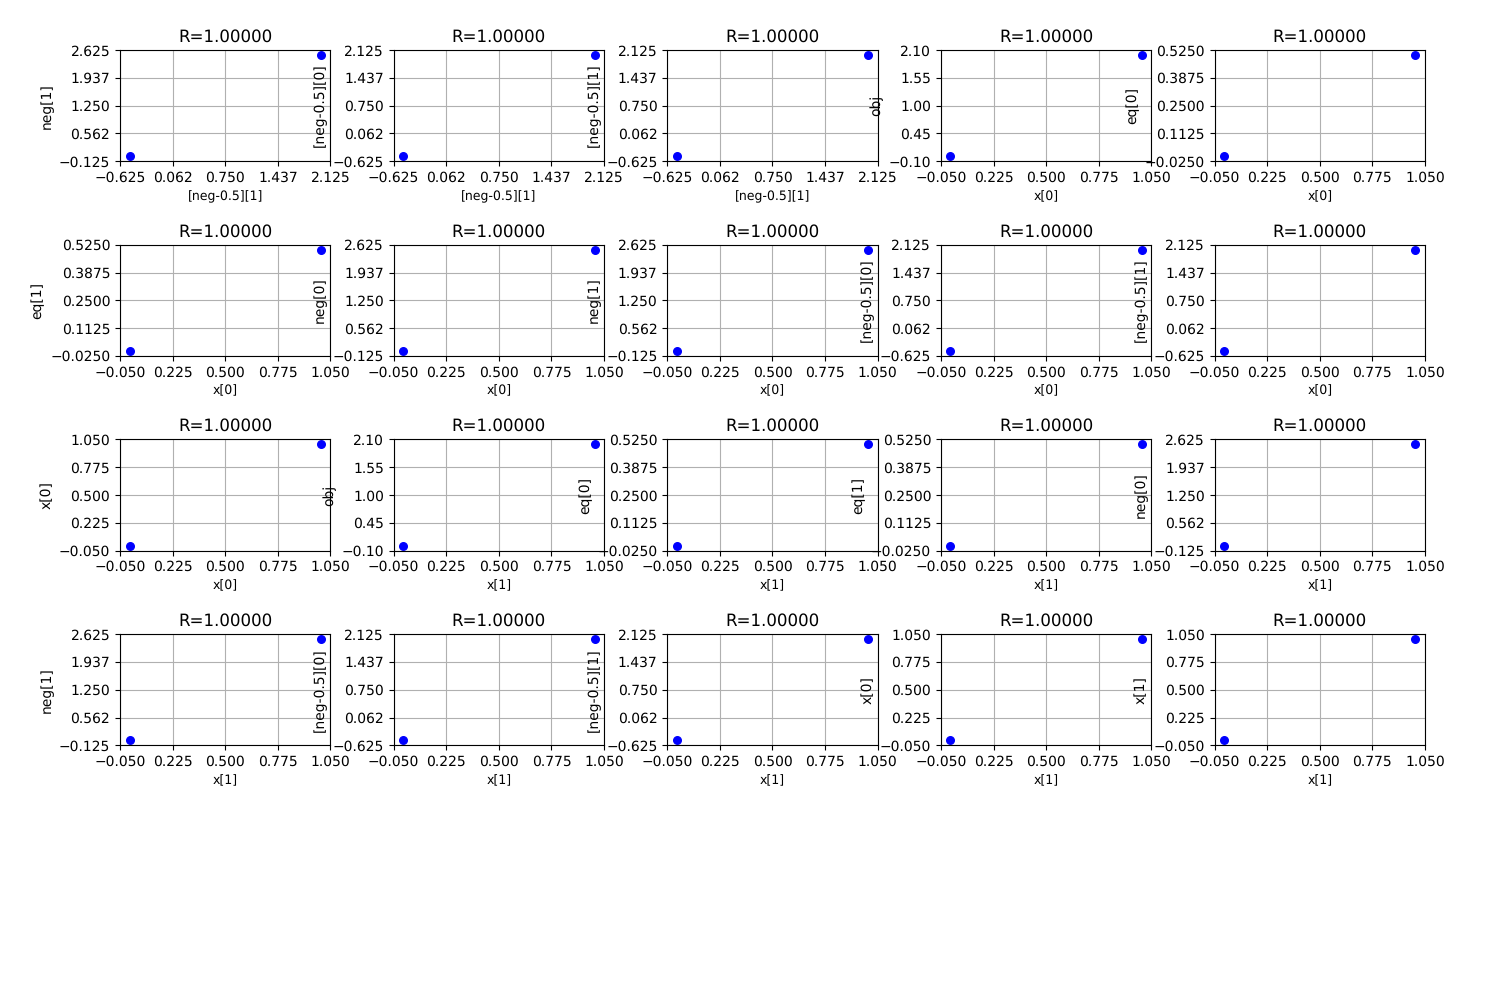 R=1.00000 R=1.00000 R=1.00000 R=1.00000 R=1.00000
2.625 2.125 2.125 2.10 0.5250
1.937 1.437 1.437 1.55 0.3875
neg[1] 1.250 [neg-0.5][0] 0.750 [neg-0.5][1] 0.750 obj 1.00 eq[0] 0.2500
0.562 0.062 0.062 0.45 0.1125
−0.125 −0.625 −0.625 −0.10 −0.0250
−0.625 0.062 0.750 1.437 2.125 −0.625 0.062 0.750 1.437 2.125 −0.625 0.062 0.750 1.437 2.125 −0.050 0.225 0.500 0.775 1.050 −0.050 0.225 0.500 0.775 1.050
[neg-0.5][1] [neg-0.5][1] [neg-0.5][1] x[0] x[0]
R=1.00000 R=1.00000 R=1.00000 R=1.00000 R=1.00000
0.5250 2.625 2.625 2.125 2.125
0.3875 1.937 1.937 1.437 1.437
eq[1] 0.2500 neg[0] 1.250 neg[1] 1.250 [neg-0.5][0] 0.750 [neg-0.5][1] 0.750
0.1125 0.562 0.562 0.062 0.062
−0.0250 −0.125 −0.125 −0.625 −0.625
−0.050 0.225 0.500 0.775 1.050 −0.050 0.225 0.500 0.775 1.050 −0.050 0.225 0.500 0.775 1.050 −0.050 0.225 0.500 0.775 1.050 −0.050 0.225 0.500 0.775 1.050
x[0] x[0] x[0] x[0] x[0]
R=1.00000 R=1.00000 R=1.00000 R=1.00000 R=1.00000
1.050 2.10 0.5250 0.5250 2.625
0.775 1.55 0.3875 0.3875 1.937
x[0] 0.500 obj 1.00 eq[0] 0.2500 eq[1] 0.2500 neg[0] 1.250
0.225 0.45 0.1125 0.1125 0.562
−0.050 −0.10 −0.0250 −0.0250 −0.125
−0.050 0.225 0.500 0.775 1.050 −0.050 0.225 0.500 0.775 1.050 −0.050 0.225 0.500 0.775 1.050 −0.050 0.225 0.500 0.775 1.050 −0.050 0.225 0.500 0.775 1.050
x[0] x[1] x[1] x[1] x[1]
R=1.00000 R=1.00000 R=1.00000 R=1.00000 R=1.00000
2.625 2.125 2.125 1.050 1.050
1.937 1.437 1.437 0.775 0.775
neg[1] 1.250 [neg-0.5][0] 0.750 [neg-0.5][1] 0.750 x[0] 0.500 x[1] 0.500
0.562 0.062 0.062 0.225 0.225
−0.125 −0.625 −0.625 −0.050 −0.050
−0.050 0.225 0.500 0.775 1.050 −0.050 0.225 0.500 0.775 1.050 −0.050 0.225 0.500 0.775 1.050 −0.050 0.225 0.500 0.775 1.050 −0.050 0.225 0.500 0.775 1.050
x[1] x[1] x[1] x[1] x[1]